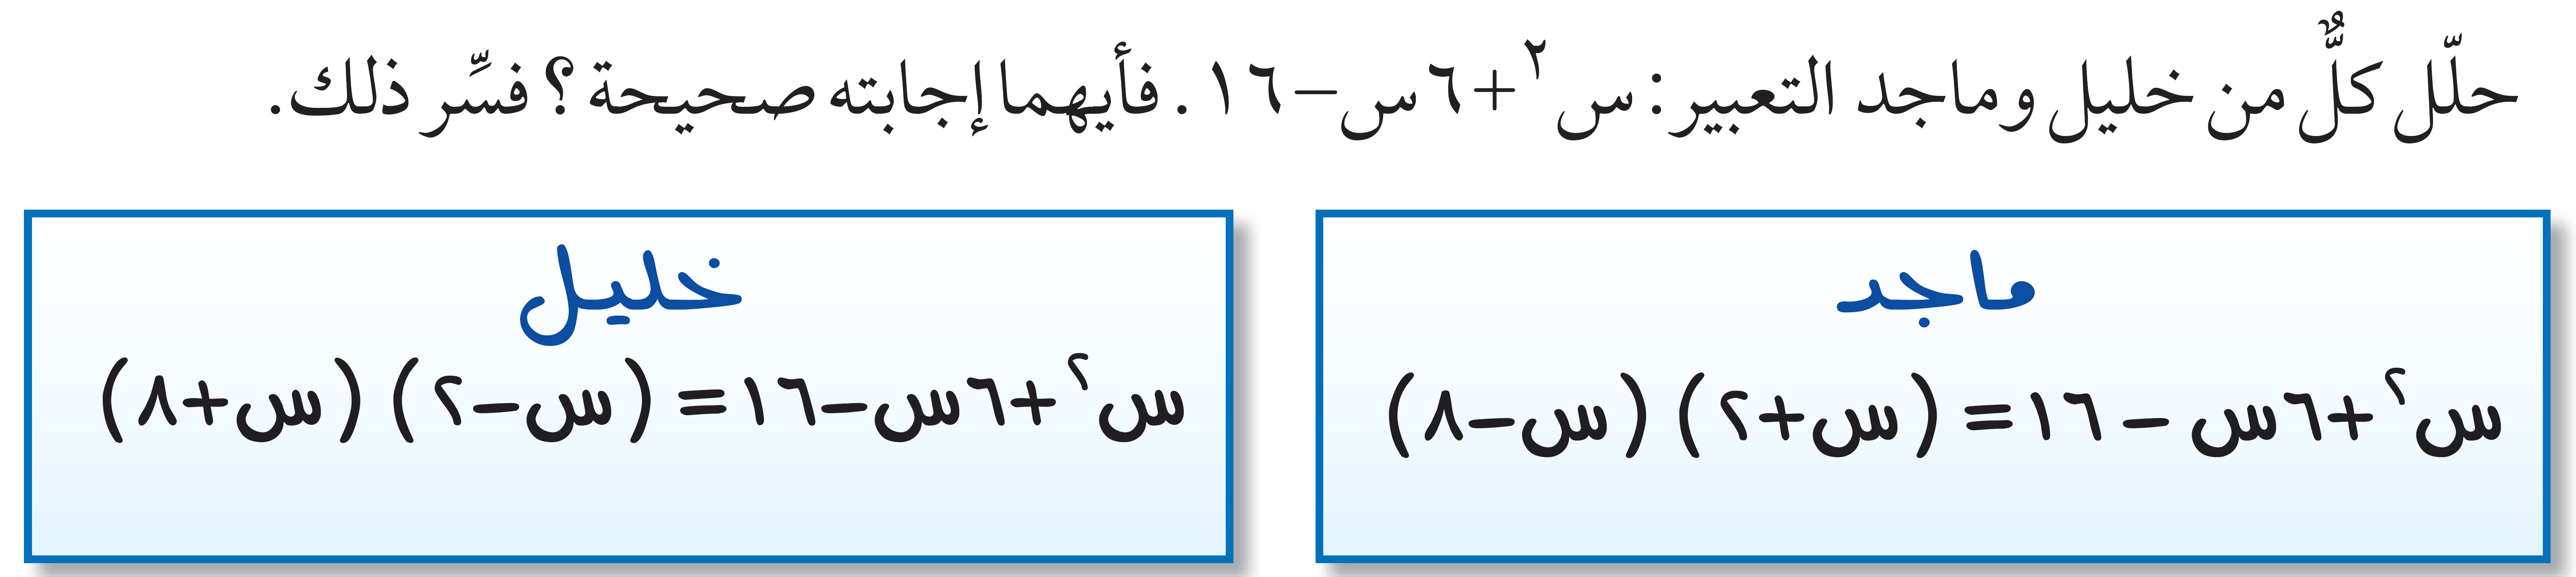 حلّل كلٌّ من خليل وماجد التعبير: س٢+٦س–١٦. فأيهما إجابته صحيحة؟ فسِّر ذلك.
ماجد
س٢+٦س–١٦=(س+٢)(س–٨)
خليل
س٢+٦س–١٦=(س–٢)(س+٨)